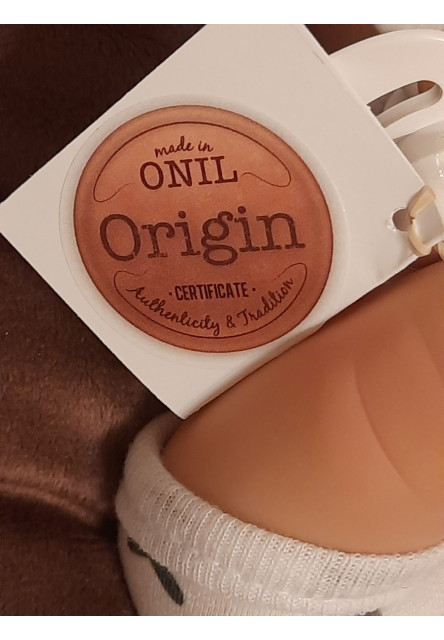 made in
ONIL
Origin
· CERTIFICATE ·
Authenticity & Tradition